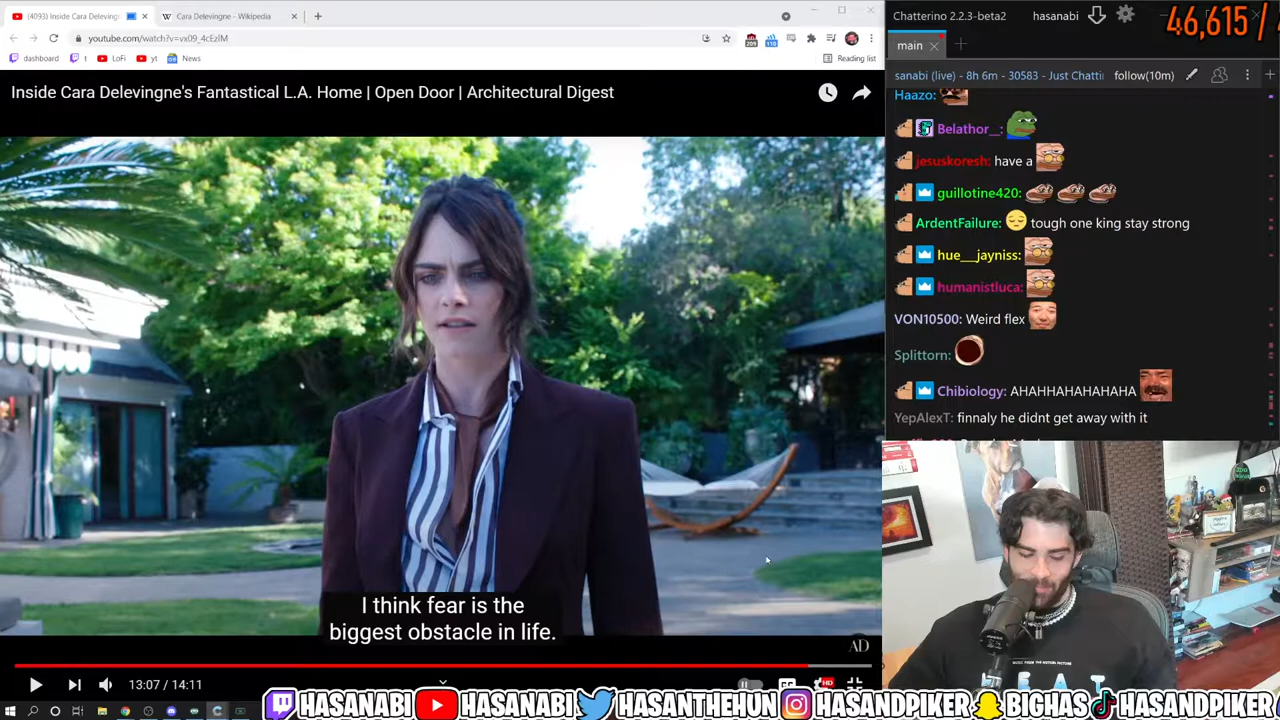 (4093) Inside Cara Delevingne's
Cara Delevingne - Wikipedia
youtube.com/watch?v=vx09_4cEzlM
dashboard
t
LoFi
yt
News
Reading list
Inside Cara Delevingne's Fantastical L.A. Home | Open Door | Architectural Digest
I think fear is the
biggest obstacle in life.
AD
13:07 / 14:11
HD
Chatterino 2.2.3-beta2
hasanabi
46,615 /
main
sanabi (live) - 8h 6m - 30583 - Just Chatti
follow(10m)
Haazo:
Belathor__:
jesuskoresh: have a
guillotine420:
ArdentFailure: tough one king stay strong
hue___jayniss:
humanistluca:
VON10500: Weird flex
Splittorn:
Chibiology: AHAHHAHAHAHAHA
YepAlexT: finnaly he didnt get away with it
HASANABI HASANABI HASANTHEHUN HASANDPIKER BIGHAS HASANDPIKER